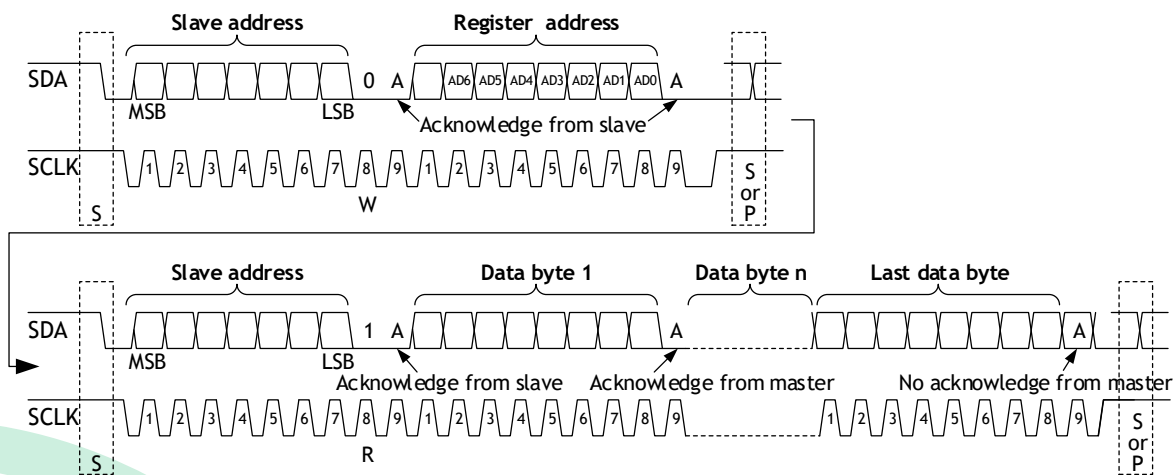 Slave address Register address
SDA 0 A AD6 AD5 AD4 AD3 AD2 AD1 AD0 A
MSB LSB Acknowledge from slave
SCLK 1 2 3 4 5 6 7 8 9 1 2 3 4 5 6 7 8 9
S W S or P
Slave address Data byte 1 Data byte n Last data byte
SDA 1 A A A
MSB LSB
Acknowledge from slave Acknowledge from master No acknowledge from master
SCLK 1 2 3 4 5 6 7 8 9 1 2 3 4 5 6 7 8 9 1 2 3 4 5 6 7 8 9
S R S or P